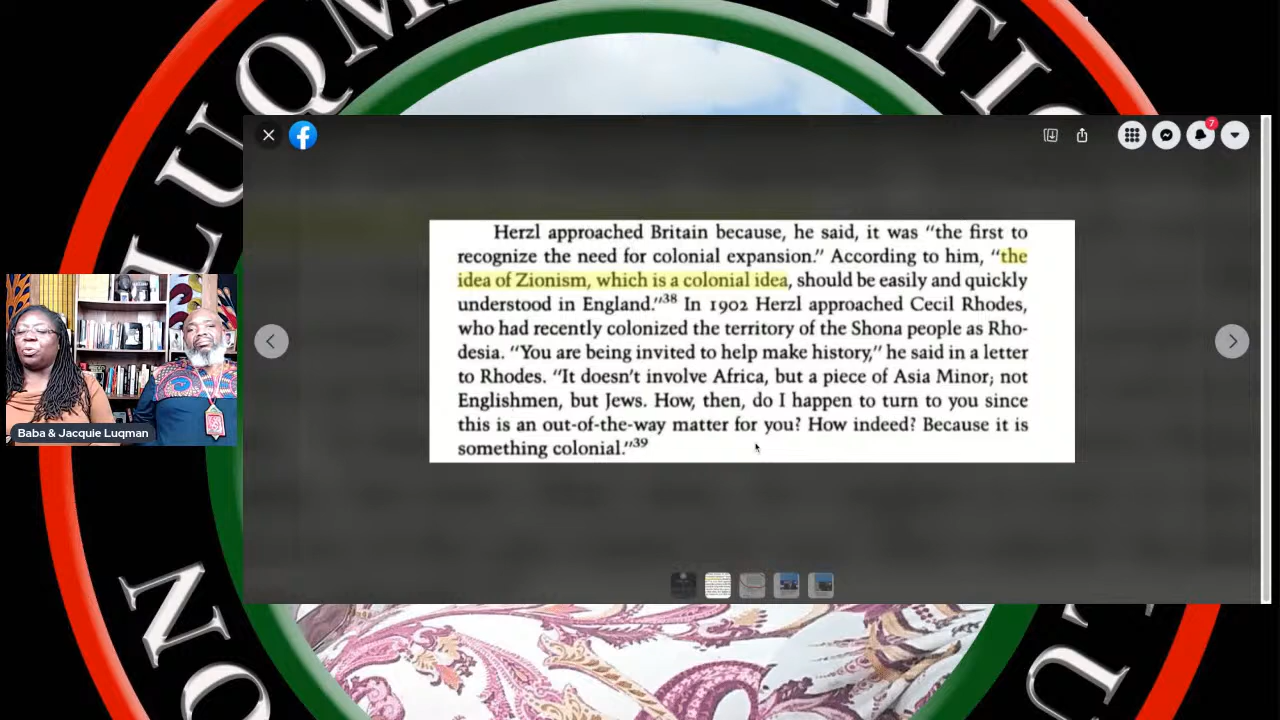 LUQM
ATIO
7
Herzl approached Britain because, he said, it was “the first to
recognize the need for colonial expansion.” According to him, “the
idea of Zionism, which is a colonial idea, should be easily and quickly
understood in England.”38 In 1902 Herzl approached Cecil Rhodes,
who had recently colonized the territory of the Shona people as Rho-
desia. “You are being invited to help make history,” he said in a letter
to Rhodes. “It doesn’t involve Africa, but a piece of Asia Minor; not
Englishmen, but Jews. How, then, do I happen to turn to you since
this is an out-of-the-way matter for you? How indeed? Because it is
something colonial.”39
Baba & Jacquie Luqman